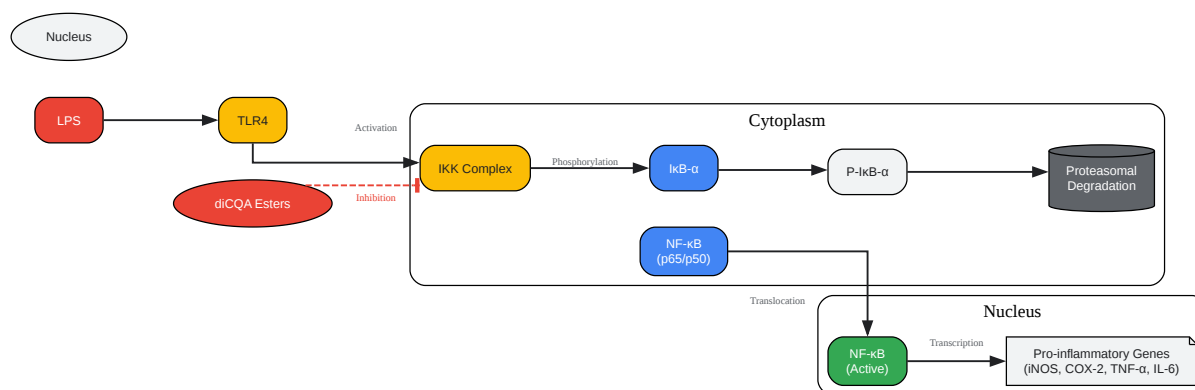 Nucleus
Cytoplasm
LPS
TLR4
Activation
IKK Complex
Phosphorylation
IκB-α
P-IκB-α
Proteasomal
Degradation
diCQA Esters
Inhibition
NF-κB
(p65/p50)
Translocation
Nucleus
NF-κB
(Active)
Transcription
Pro-inflammatory Genes
(iNOS, COX-2, TNF-α, IL-6)